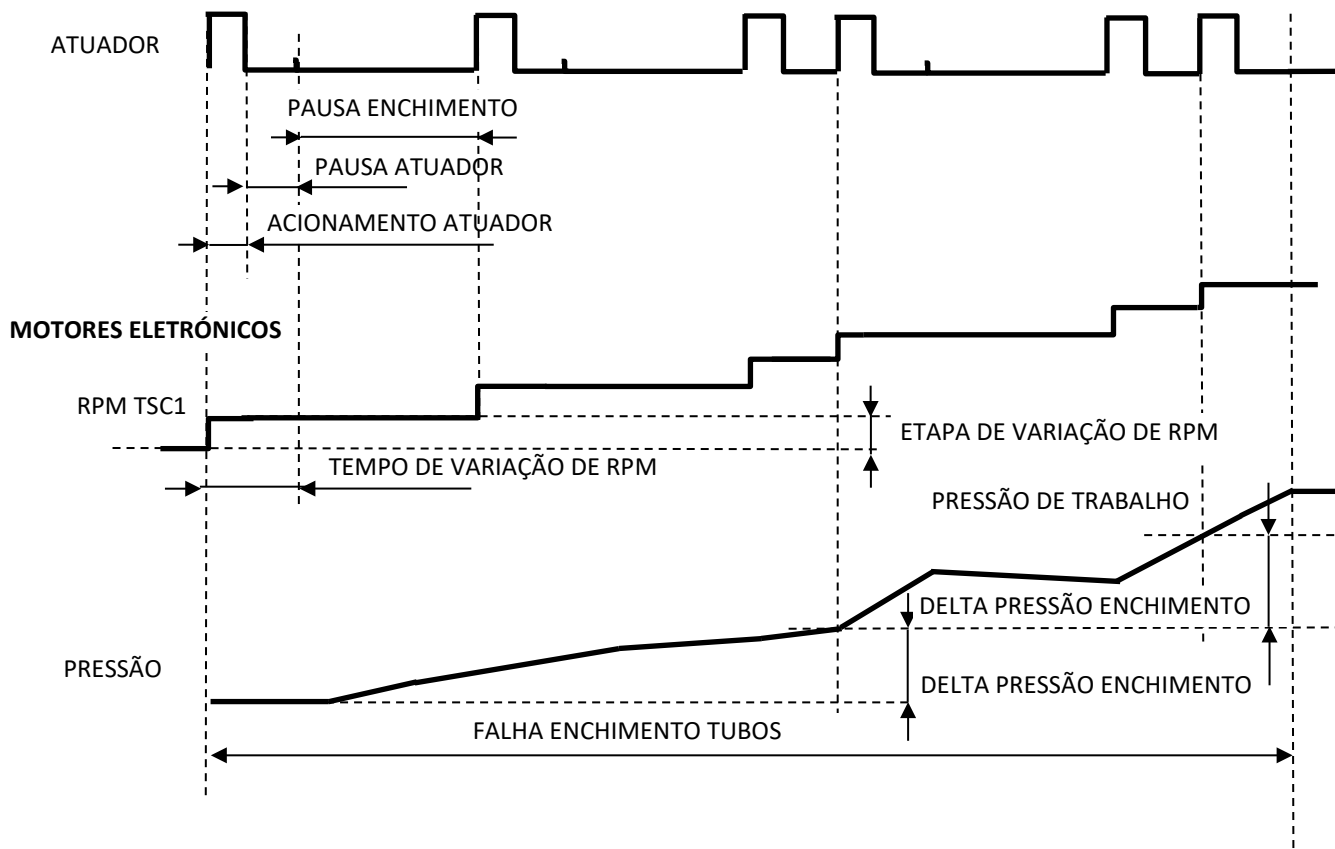 ATUADOR
PAUSA ENCHIMENTO
PAUSA ATUADOR
ACIONAMENTO ATUADOR
MOTORES ELETRÓNICOS
RPM TSC1
ETAPA DE VARIAÇÃO DE RPM
TEMPO DE VARIAÇÃO DE RPM
PRESSÃO DE TRABALHO
DELTA PRESSÃO ENCHIMENTO
PRESSÃO
DELTA PRESSÃO ENCHIMENTO
FALHA ENCHIMENTO TUBOS